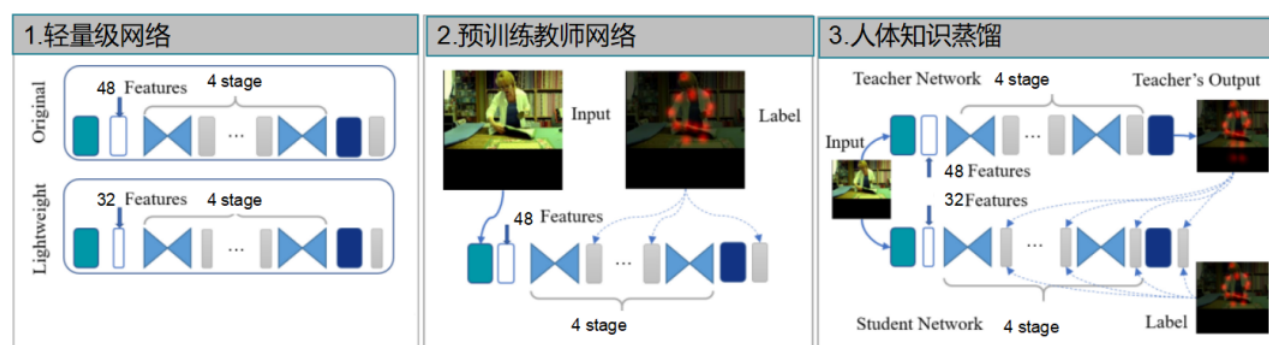 1.轻量级网络
Original
48 Features
4 stage
...
Lightweight
32 Features
4 stage
...
2.预训练教师网络
Input
Label
48 Features
...
4 stage
3.人体知识蒸馏
Teacher Network 4 stage
Teacher's Output
Input
...
48 Features
32Features
...
Student Network 4 stage
Label